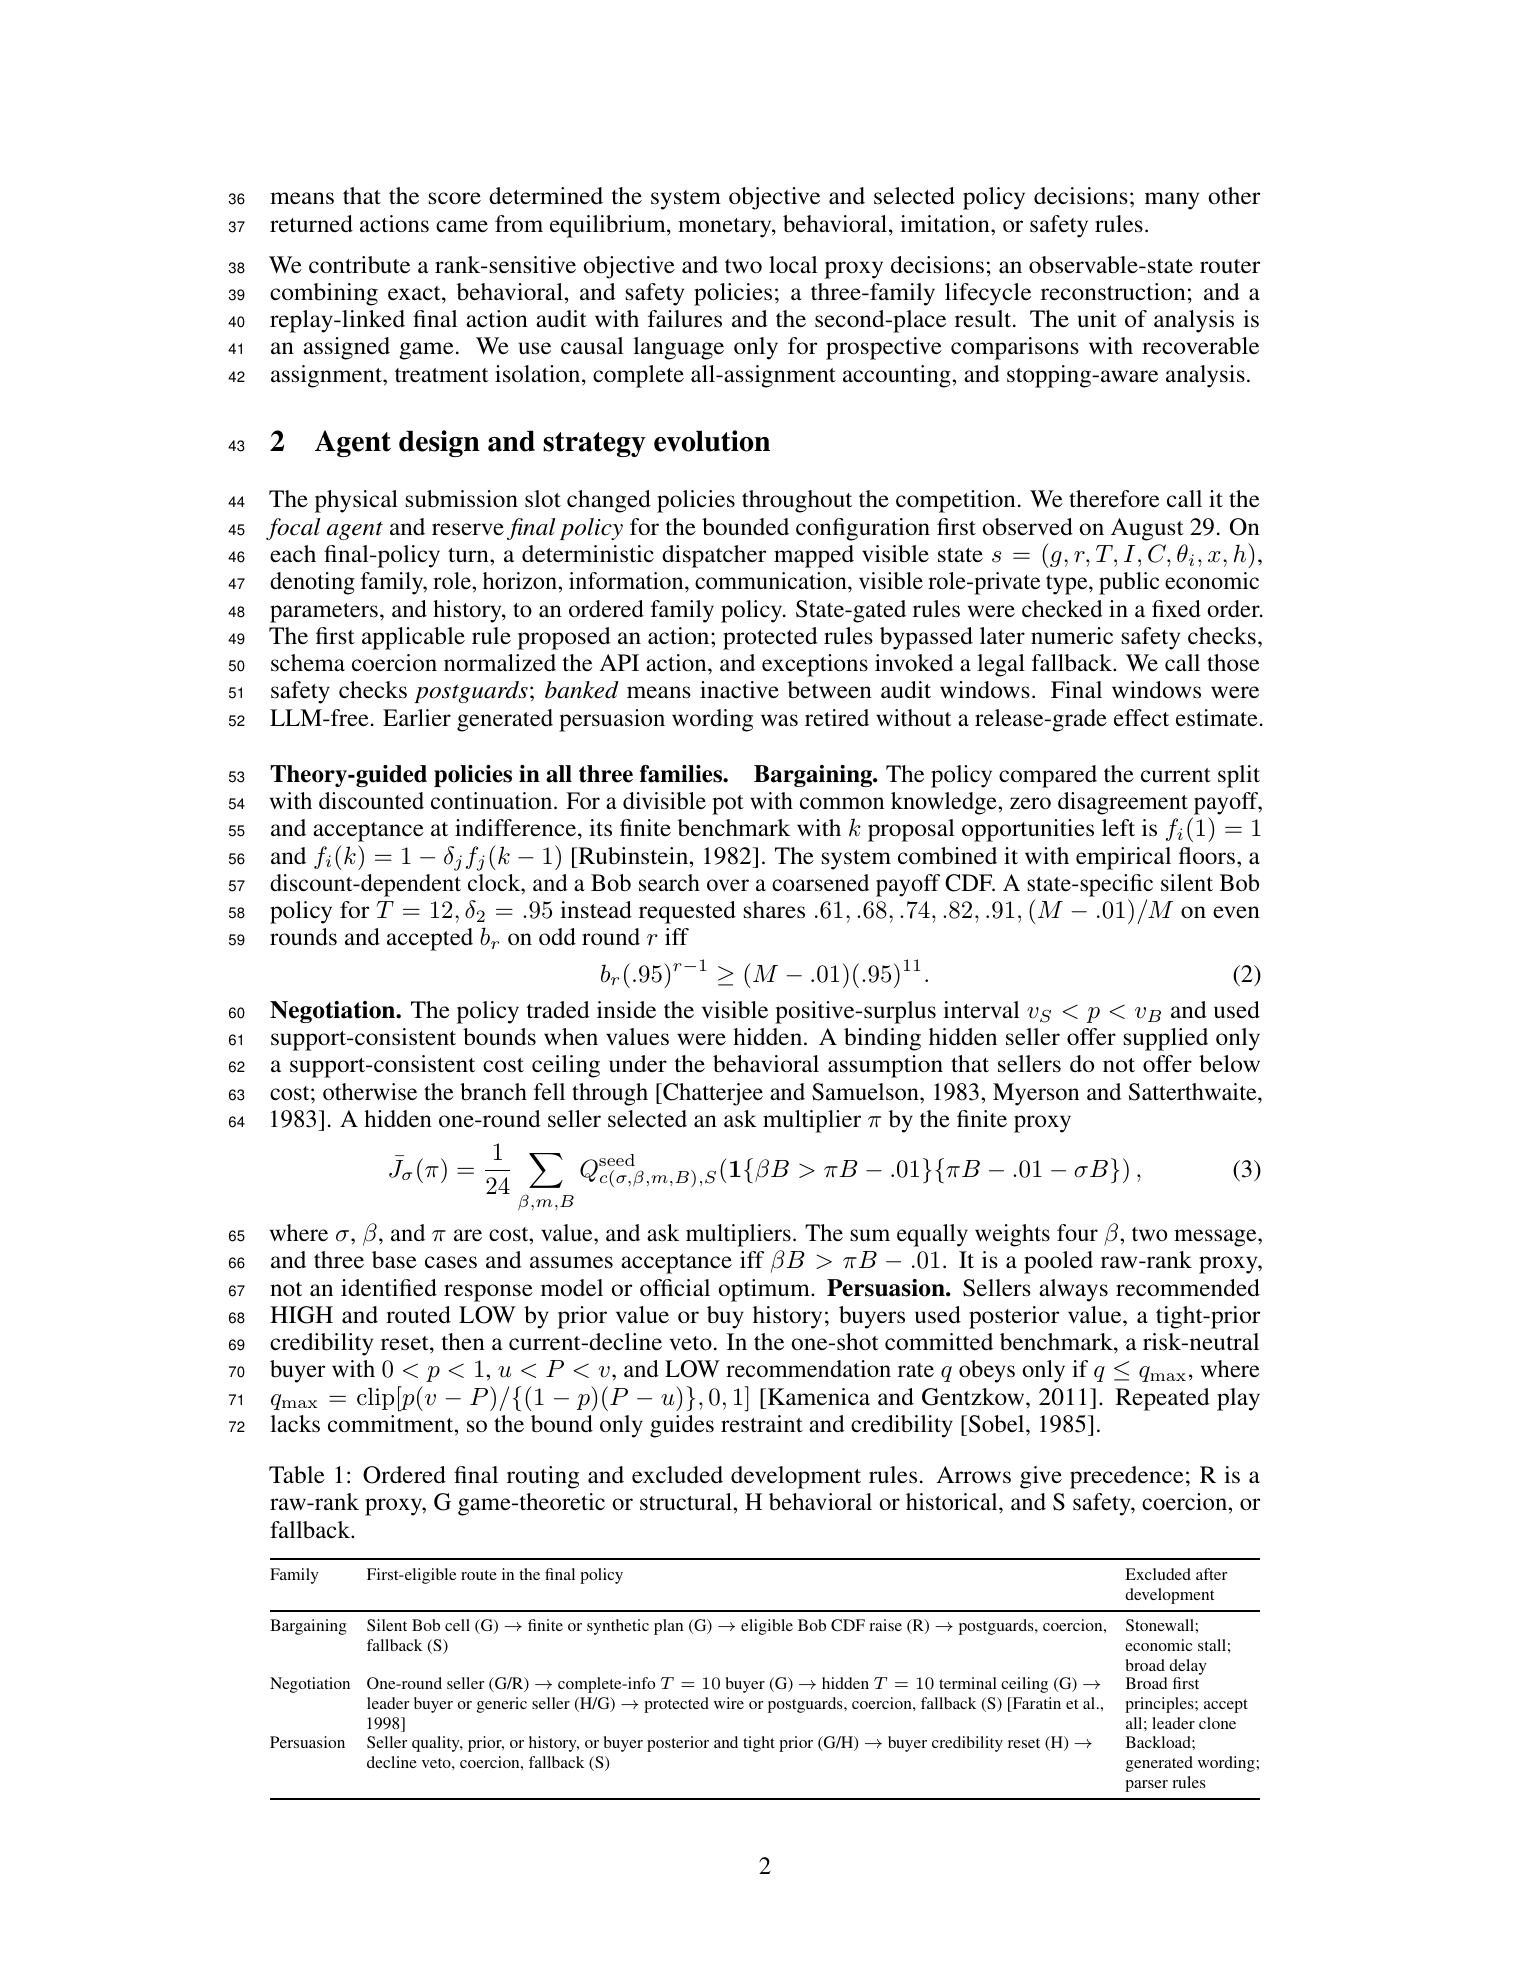 36 means that the score determined the system objective and selected policy decisions; many other
37 returned actions came from equilibrium, monetary, behavioral, imitation, or safety rules.
38 We contribute a rank-sensitive objective and two local proxy decisions; an observable-state router
39 combining exact, behavioral, and safety policies; a three-family lifecycle reconstruction; and a
40 replay-linked final action audit with failures and the second-place result. The unit of analysis is
41 an assigned game. We use causal language only for prospective comparisons with recoverable
42 assignment, treatment isolation, complete all-assignment accounting, and stopping-aware analysis.
43 2 Agent design and strategy evolution
44 The physical submission slot changed policies throughout the competition. We therefore call it the
45 focal agent and reserve final policy for the bounded configuration first observed on August 29. On
46 each final-policy turn, a deterministic dispatcher mapped visible state s = (g, r, T, I, C, θ_i, x, h),
47 denoting family, role, horizon, information, communication, visible role-private type, public economic
48 parameters, and history, to an ordered family policy. State-gated rules were checked in a fixed order.
49 The first applicable rule proposed an action; protected rules bypassed later numeric safety checks,
50 schema coercion normalized the API action, and exceptions invoked a legal fallback. We call those
51 safety checks postguards; banked means inactive between audit windows. Final windows were
52 LLM-free. Earlier generated persuasion wording was retired without a release-grade effect estimate.
53 Theory-guided policies in all three families. Bargaining. The policy compared the current split
54 with discounted continuation. For a divisible pot with common knowledge, zero disagreement payoff,
55 and acceptance at indifference, its finite benchmark with k proposal opportunities left is f_i(1) = 1
56 and f_i(k) = 1 − δ_j f_j(k − 1) [Rubinstein, 1982]. The system combined it with empirical floors, a
57 discount-dependent clock, and a Bob search over a coarsened payoff CDF. A state-specific silent Bob
58 policy for T = 12, δ_2 = .95 instead requested shares .61, .68, .74, .82, .91, (M − .01)/M on even
59 rounds and accepted b_r on odd round r iff
b_r(.95)^{r−1} ≥ (M − .01)(.95)^{11}. (2)
60 Negotiation. The policy traded inside the visible positive-surplus interval v_S < p < v_B and used
61 support-consistent bounds when values were hidden. A binding hidden seller offer supplied only
62 a support-consistent cost ceiling under the behavioral assumption that sellers do not offer below
63 cost; otherwise the branch fell through [Chatterjee and Samuelson, 1983, Myerson and Satterthwaite,
64 1983]. A hidden one-round seller selected an ask multiplier π by the finite proxy
J̄_σ(π) = 1/24 ∑_{β,m,B} Q^{seed}_{c(σ,β,m,B),S}(1{βB > πB − .01}{πB − .01 − σB}) , (3)
65 where σ, β, and π are cost, value, and ask multipliers. The sum equally weights four β, two message,
66 and three base cases and assumes acceptance iff βB > πB − .01. It is a pooled raw-rank proxy,
67 not an identified response model or official optimum. Persuasion. Sellers always recommended
68 HIGH and routed LOW by prior value or buy history; buyers used posterior value, a tight-prior
69 credibility reset, then a current-decline veto. In the one-shot committed benchmark, a risk-neutral
70 buyer with 0 < p < 1, u < P < v, and LOW recommendation rate q obeys only if q ≤ q_max, where
71 q_max = clip[p(v − P)/{(1 − p)(P − u)}, 0, 1] [Kamenica and Gentzkow, 2011]. Repeated play
72 lacks commitment, so the bound only guides restraint and credibility [Sobel, 1985].
Table 1: Ordered final routing and excluded development rules. Arrows give precedence; R is a
raw-rank proxy, G game-theoretic or structural, H behavioral or historical, and S safety, coercion, or
fallback.
Family First-eligible route in the final policy Excluded after
development
Bargaining Silent Bob cell (G) → finite or synthetic plan (G) → eligible Bob CDF raise (R) → postguards, coercion, Stonewall;
fallback (S) economic stall;
broad delay
Negotiation One-round seller (G/R) → complete-info T = 10 buyer (G) → hidden T = 10 terminal ceiling (G) → Broad first
leader buyer or generic seller (H/G) → protected wire or postguards, coercion, fallback (S) [Faratin et al., principles; accept
1998] all; leader clone
Persuasion Seller quality, prior, or history, or buyer posterior and tight prior (G/H) → buyer credibility reset (H) → Backload;
decline veto, coercion, fallback (S) generated wording;
parser rules
2